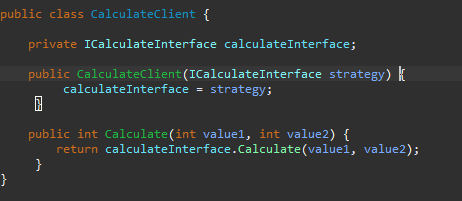 public class CalculateClient {
private ICalculateInterface calculateInterface;
public CalculateClient(ICalculateInterface strategy) {
calculateInterface = strategy;
}
public int Calculate(int value1, int value2) {
return calculateInterface.Calculate(value1, value2);
}
}